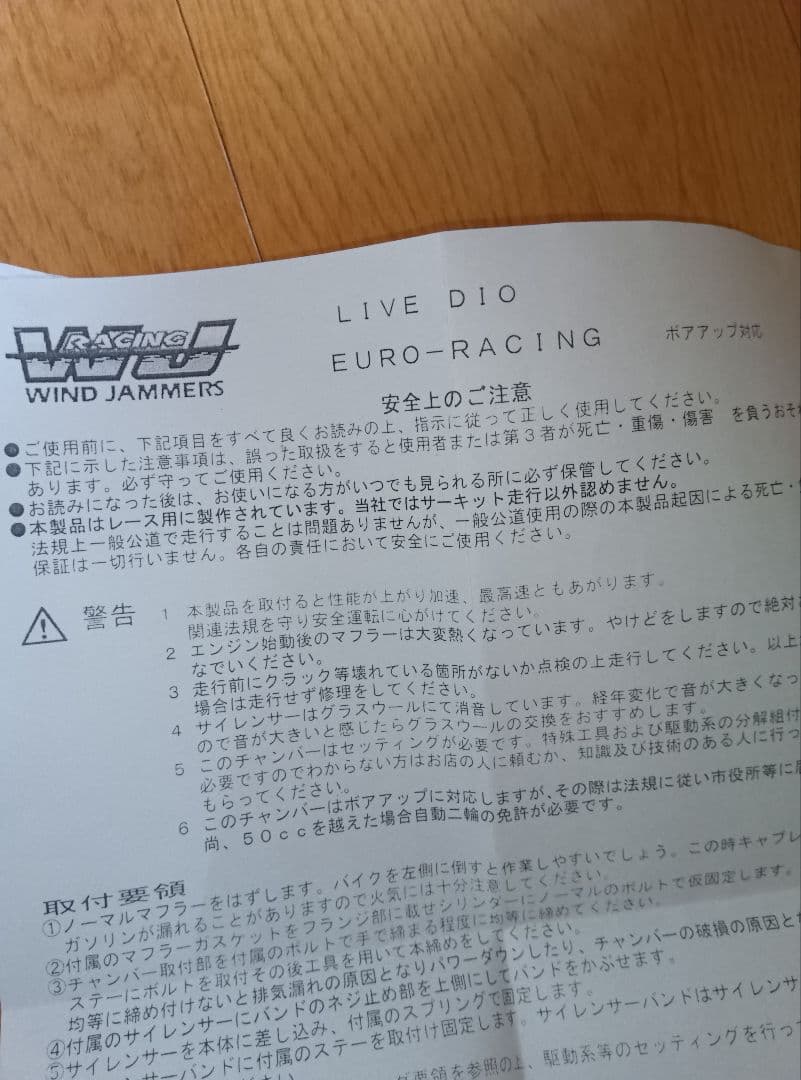 RACING
WJ
WIND JAMMERS
LIVE DIO
EURO-RACING ボアアップ対応
安全上のご注意
●ご使用前に、下記項目をすべて良くお読みの上、指示に従って正しく使用してください。
●下記に示した注意事項は、誤った取扱をすると使用者または第3者が死亡・重傷・傷害 を負うおそれ
あります。必ず守ってご使用ください。
●お読みになった後は、お使いになる方がいつでも見られる所に必ず保管してください。
●本製品はレース用に製作されています。当社ではサーキット走行以外認めません。
法規上一般公道で走行することは問題ありませんが、一般公道使用の際の本製品起因による死亡・
保証は一切行いません。各自の責任において安全にご使用ください。
警告 1 本製品を取付ると性能が上がり加速、最高速ともあがります。
関連法規を守り安全運転に心がけてください。
2 エンジン始動後のマフラーは大変熱くなっています。やけどをしますので絶対
なでいください。
3 走行前にクラック等壊れている箇所がないか点検の上走行してください。以上
場合は走行せず修理をしてください。
4 サイレンサーはグラスウールにて消音しています。経年変化で音が大きくなっ
ので音が大きいと感じたらグラスウールの交換をおすすめします。
5 このチャンバーはセッティングが必要です。特殊工具および駆動系の分解組付
必要ですのでわからない方はお店の人に頼むか、知識及び技術のある人に行っ
もらってください。
6 このチャンバーはボアアップに対応しますが、その際は法規に従い市役所等に
尚、50ccを越えた場合自動二輪の免許が必要です。
取付要領
①ノーマルマフラーをはずします。バイクを左側に倒すと作業しやすいでしょう。この時キャブレ
ガソリンが漏れることがありますので火気には十分注意してください。
②付属のマフラーガスケットをフランジ部に載せシリンダーにノーマルのボルトで仮固定します。
③チャンバー取付部を付属のボルトで手で締まる程度に均等に締めてください。
ステーにボルトを取付その後工具を用いて本締めをしてください。
均等に締め付けないと排気漏れの原因となりパワーダウンしたり、チャンバーの破損の原因と
④付属のサイレンサーにバンドのネジ止め部を上側にしてバンドをかぶせます。
⑤サイレンサーを本体に差し込み、付属のスプリングで固定します。
サーバンドに付属のステーを取付け固定します。サイレンサーバンドはサイレンサ
要領を参照の上、駆動系等のセッティングを行っ